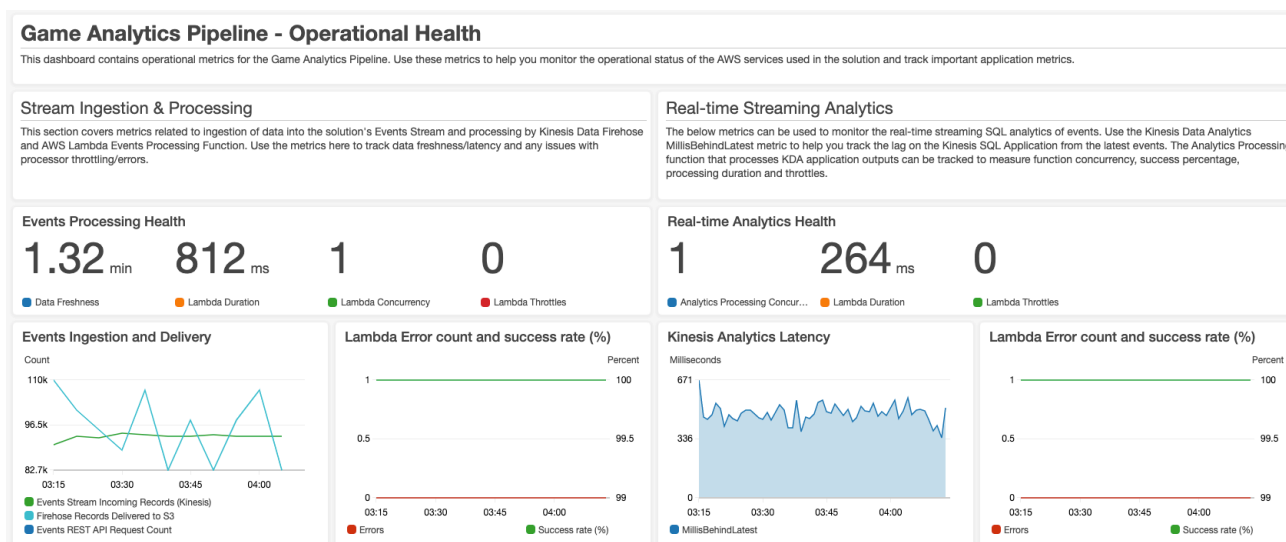 Game Analytics Pipeline - Operational Health
This dashboard contains operational metrics for the Game Analytics Pipeline. Use these metrics to help you monitor the operational status of the AWS services used in the solution and track important application metrics.
Stream Ingestion & Processing
This section covers metrics related to ingestion of data into the solution's Events Stream and processing by Kinesis Data Firehose
and AWS Lambda Events Processing Function. Use the metrics here to track data freshness/latency and any issues with
processor throttling/errors.
Real-time Streaming Analytics
The below metrics can be used to monitor the real-time streaming SQL analytics of events. Use the Kinesis Data Analytics
MillisBehindLatest metric to help you track the lag on the Kinesis SQL Application from the latest events. The Analytics Processing
function that processes KDA application outputs can be tracked to measure function concurrency, success percentage,
processing duration and throttles.
Events Processing Health
1.32 min 812 ms 1 0
Data Freshness Lambda Duration Lambda Concurrency Lambda Throttles
Real-time Analytics Health
1 264 ms 0
Analytics Processing Concur... Lambda Duration Lambda Throttles
Events Ingestion and Delivery
Count
110k
96.5k
82.7k
03:15 03:30 03:45 04:00
Events Stream Incoming Records (Kinesis)
Firehose Records Delivered to S3
Events REST API Request Count
Lambda Error count and success rate (%)
Percent
1 100
0.5 99.5
0 99
03:15 03:30 03:45 04:00
Errors Success rate (%)
Kinesis Analytics Latency
Milliseconds
671
336
0
03:15 03:30 03:45 04:00
MillisBehindLatest
Lambda Error count and success rate (%)
Percent
1 100
0.5 99.5
0 99
03:15 03:30 03:45 04:00
Errors Success rate (%)